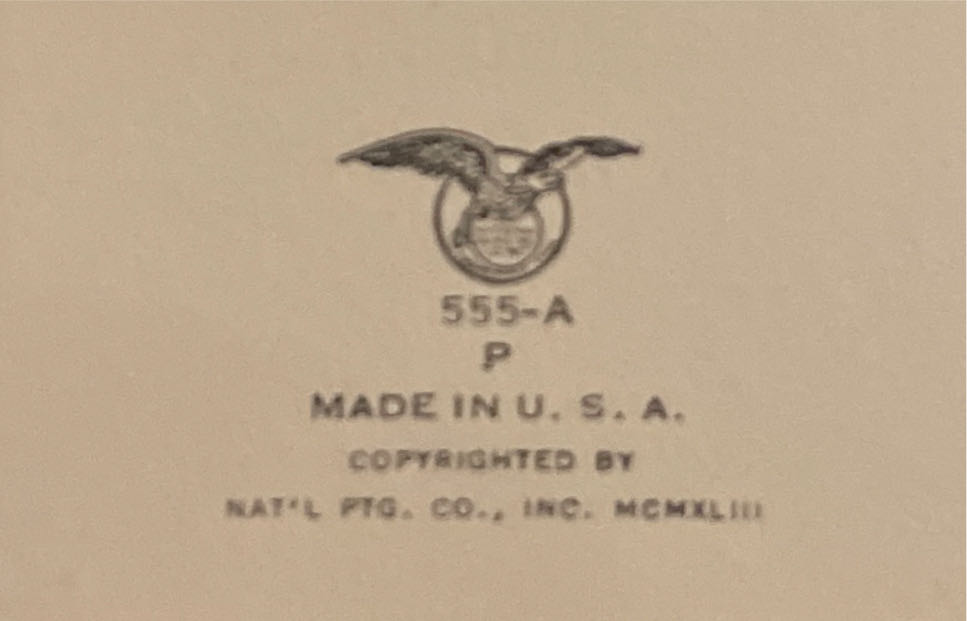 555-A
P
MADE IN U. S. A.
COPYRIGHTED BY
NAT'L PTG. CO., INC. MCMXLIII